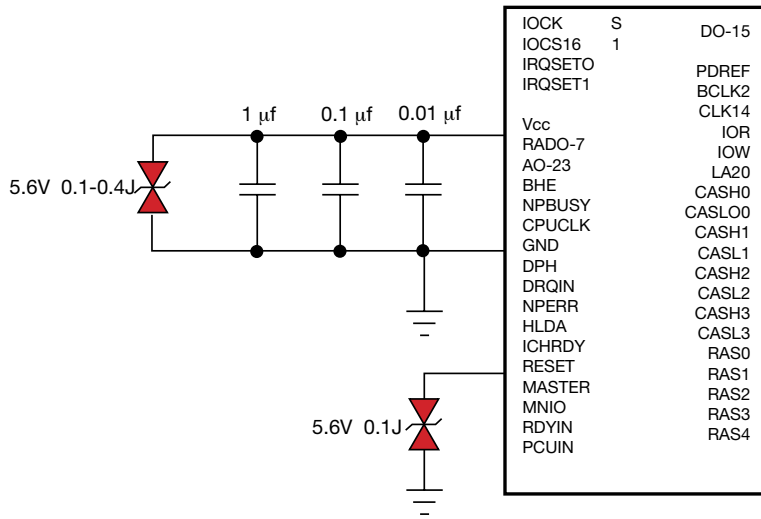 IOCK S
IOCS16 1
IRQSETO
IRQSET1
Vcc
RADO-7
AO-23
BHE
NPBUSY
CPUCLK
GND
DPH
DRQIN
NPERR
HLDA
ICHRDY
RESET
MASTER
MNIO
RDYIN
PCUIN
DO-15
PDREF
BCLK2
CLK14
IOR
IOW
LA20
CASH0
CASLO0
CASH1
CASL1
CASH2
CASL2
CASH3
CASL3
RAS0
RAS1
RAS2
RAS3
RAS4
1 μf 0.1 μf 0.01 μf
5.6V 0.1-0.4J
5.6V 0.1J